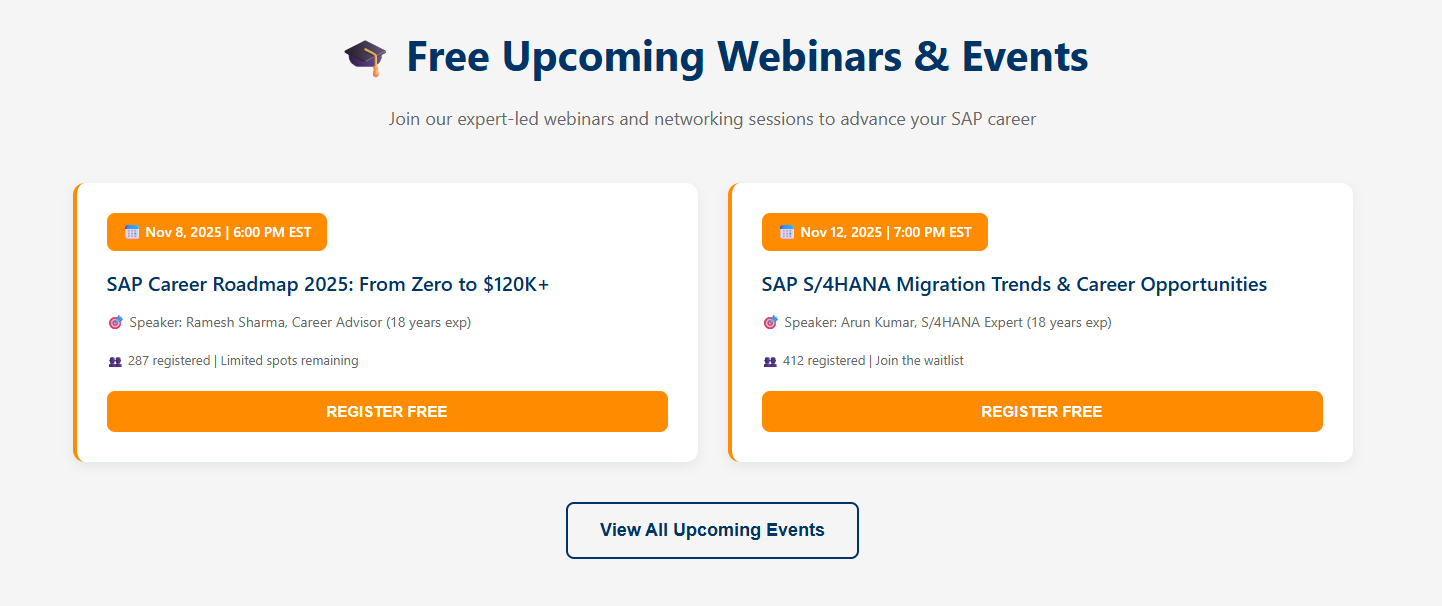 Free Upcoming Webinars & Events
Join our expert-led webinars and networking sessions to advance your SAP career
Nov 8, 2025 | 6:00 PM EST
SAP Career Roadmap 2025: From Zero to $120K+
Speaker: Ramesh Sharma, Career Advisor (18 years exp)
287 registered | Limited spots remaining
REGISTER FREE
Nov 12, 2025 | 7:00 PM EST
SAP S/4HANA Migration Trends & Career Opportunities
Speaker: Arun Kumar, S/4HANA Expert (18 years exp)
412 registered | Join the waitlist
REGISTER FREE
View All Upcoming Events